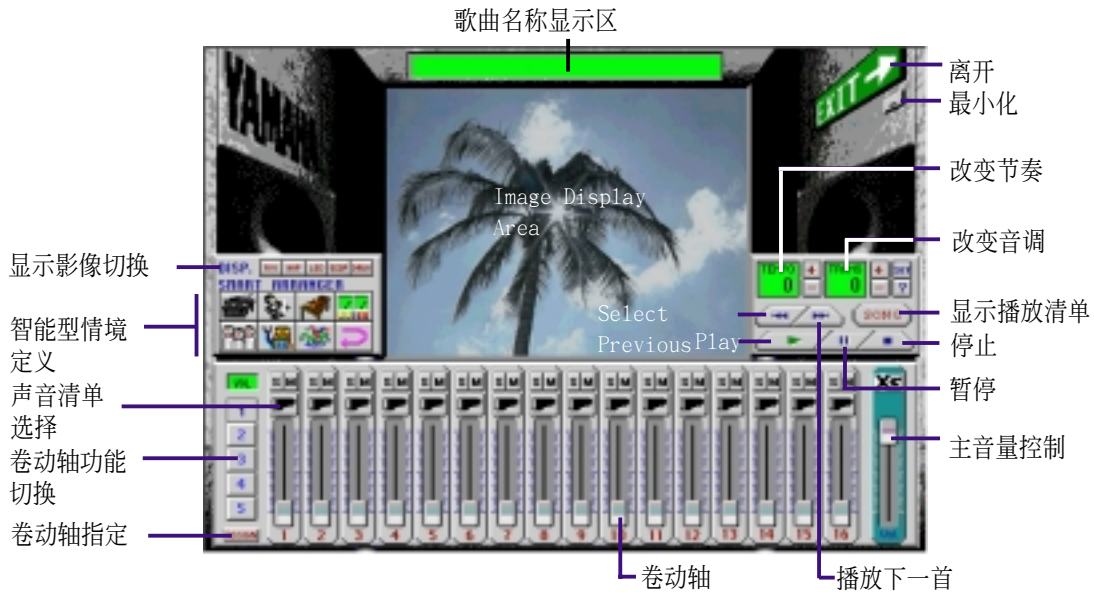 歌曲名称显示区
YAMAHA
EXIT
离开
最小化
改变节奏
改变音调
Image Display
Area
显示影像切换
DISP.
SMART ARRANGER
智能型情境
定义
TEMPO
0
+
-
TRANS
0
+
-
?
Select
Previous
Play
SONG
显示播放清单
停止
暂停
声音清单
选择
卷动轴功能
切换
卷动轴指定
VOL
1
2
3
4
5
S M S M S M S M S M S M S M S M S M S M S M S M S M S M S M S M
1 2 3 4 5 6 7 8 9 10 11 12 13 14 15 16
主音量控制
卷动轴
播放下一首